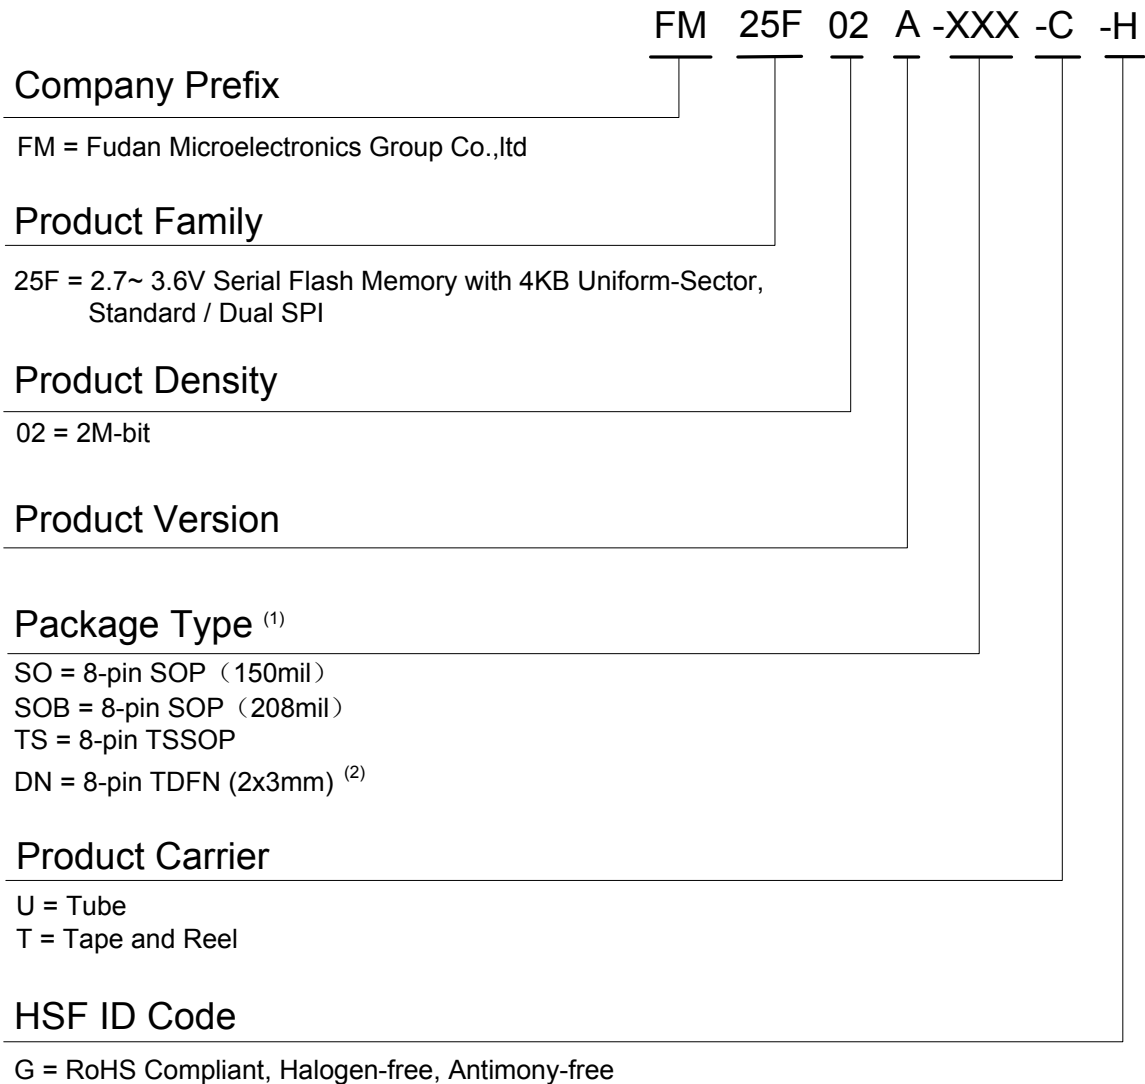 FM 25F 02 A -XXX -C -H
Company Prefix
FM = Fudan Microelectronics Group Co.,ltd
Product Family
25F = 2.7~ 3.6V Serial Flash Memory with 4KB Uniform-Sector,
Standard / Dual SPI
Product Density
02 = 2M-bit
Product Version
Package Type (1)
SO = 8-pin SOP（150mil）
SOB = 8-pin SOP（208mil）
TS = 8-pin TSSOP
DN = 8-pin TDFN (2x3mm) (2)
Product Carrier
U = Tube
T = Tape and Reel
HSF ID Code
G = RoHS Compliant, Halogen-free, Antimony-free